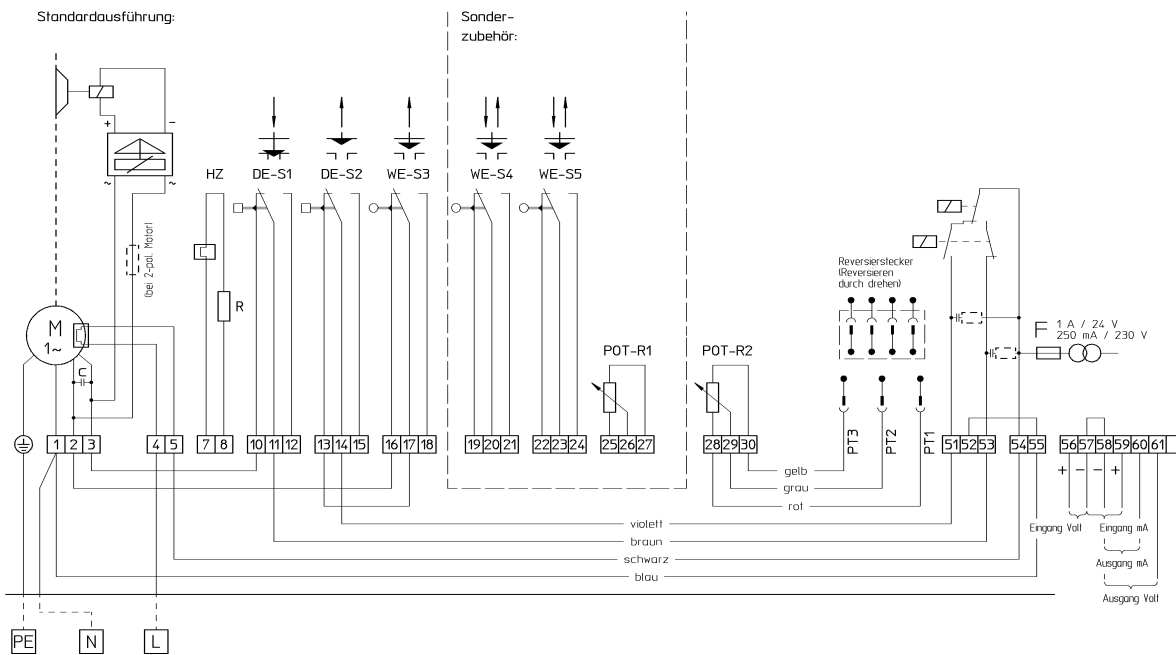 Standardausführung:
Sonder-
zubehör:
+ −
~ ~
HZ DE-S1 DE-S2 WE-S3 WE-S4 WE-S5
(bei 2-pol. Motor)
R
M
1~
C
POT-R1 POT-R2
Reversierstecker
(Reversieren
durch drehen)
F 1 A / 24 V
250 mA / 230 V
PT3 PT2 PT1
1 2 3 4 5 7 8 10 11 12 13 14 15 16 17 18 19 20 21 22 23 24 25 26 27 28 29 30 51 52 53 54 55 56 57 58 59 60 61
+ − − +
gelb
grau
rot
violett
braun
schwarz
blau
Eingang Volt Eingang mA
Ausgang mA
Ausgang Volt
PE N L